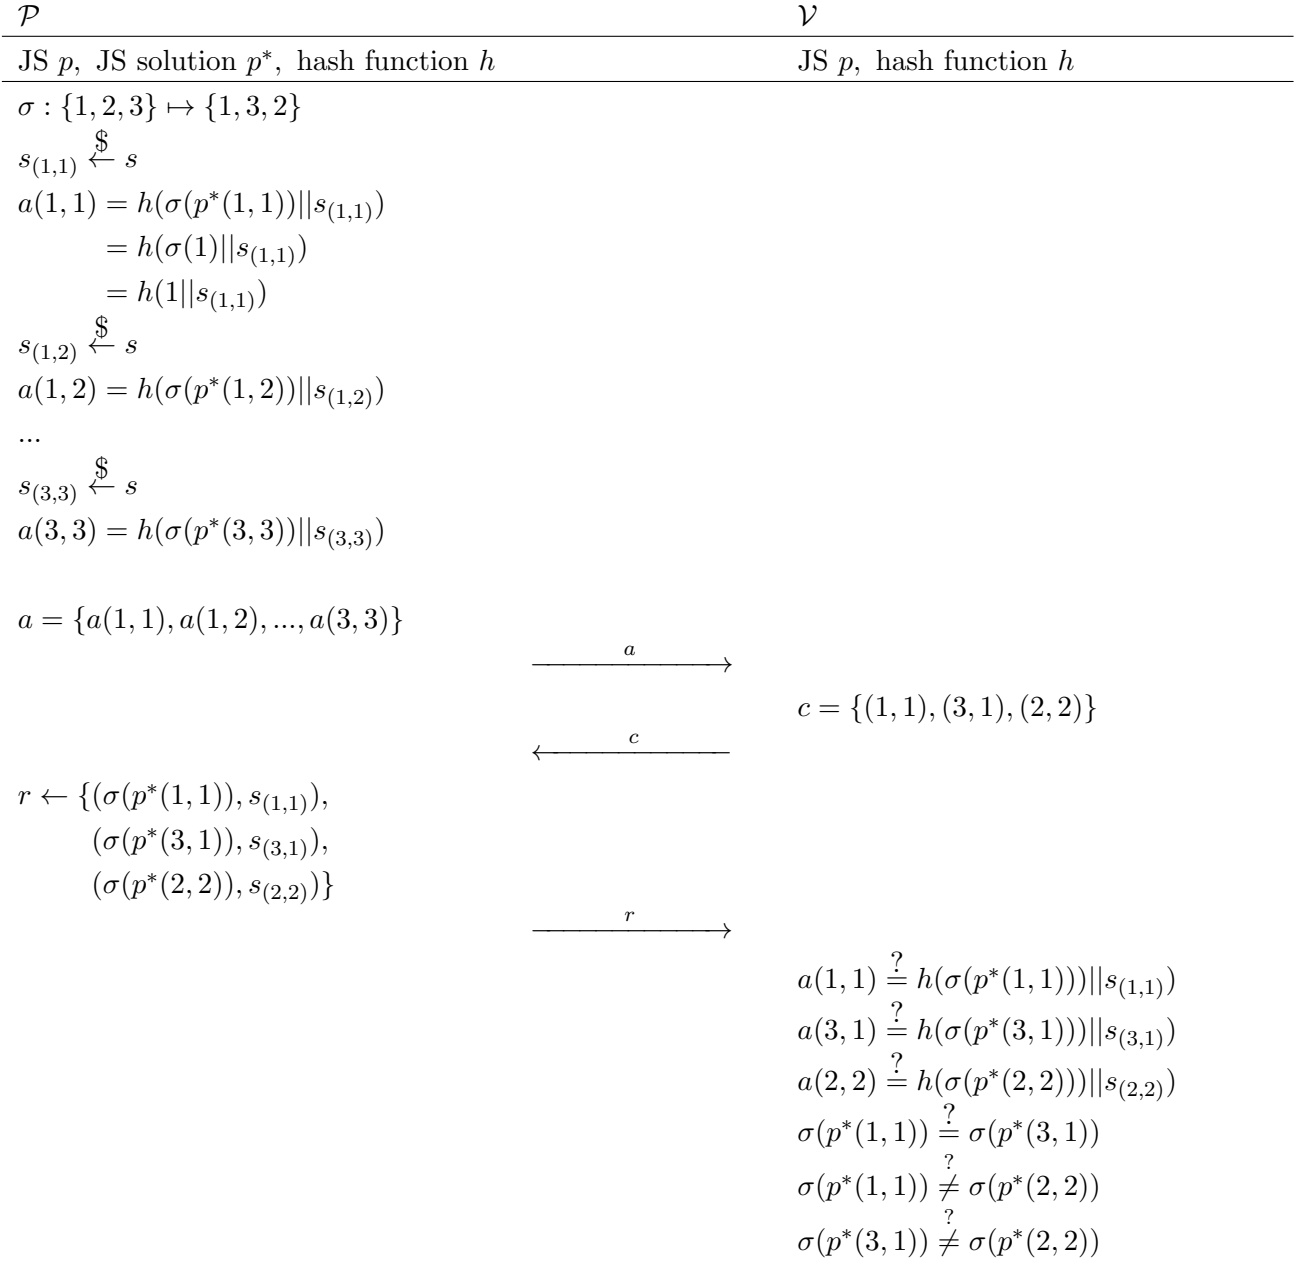 𝒫 𝒱
JS p, JS solution p*, hash function h JS p, hash function h
σ : {1, 2, 3} ↦ {1, 3, 2}
s_(1,1) ←$ s
a(1, 1) = h(σ(p*(1, 1))||s_(1,1))
= h(σ(1)||s_(1,1))
= h(1||s_(1,1))
s_(1,2) ←$ s
a(1, 2) = h(σ(p*(1, 2))||s_(1,2))
...
s_(3,3) ←$ s
a(3, 3) = h(σ(p*(3, 3))||s_(3,3))
a = {a(1, 1), a(1, 2), ..., a(3, 3)}
a
c = {(1, 1), (3, 1), (2, 2)}
c
r ← {(σ(p*(1, 1)), s_(1,1)),
(σ(p*(3, 1)), s_(3,1)),
(σ(p*(2, 2)), s_(2,2))}
r
a(1, 1) =? h(σ(p*(1, 1)))||s_(1,1))
a(3, 1) =? h(σ(p*(3, 1)))||s_(3,1))
a(2, 2) =? h(σ(p*(2, 2)))||s_(2,2))
σ(p*(1, 1)) =? σ(p*(3, 1))
σ(p*(1, 1)) ≠? σ(p*(2, 2))
σ(p*(3, 1)) ≠? σ(p*(2, 2))